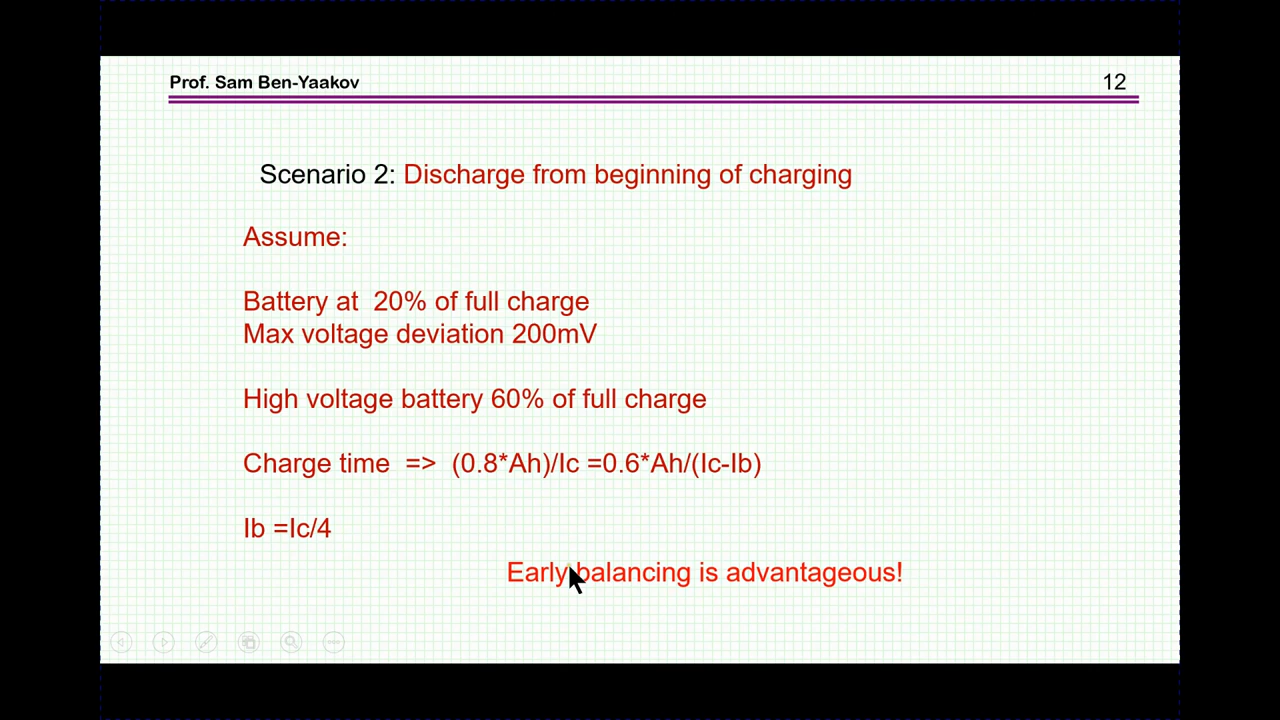 Prof. Sam Ben-Yaakov
12
Scenario 2: Discharge from beginning of charging
Assume:
Battery at 20% of full charge
Max voltage deviation 200mV
High voltage battery 60% of full charge
Charge time => (0.8*Ah)/Ic =0.6*Ah/(Ic-Ib)
Ib =Ic/4
Early balancing is advantageous!